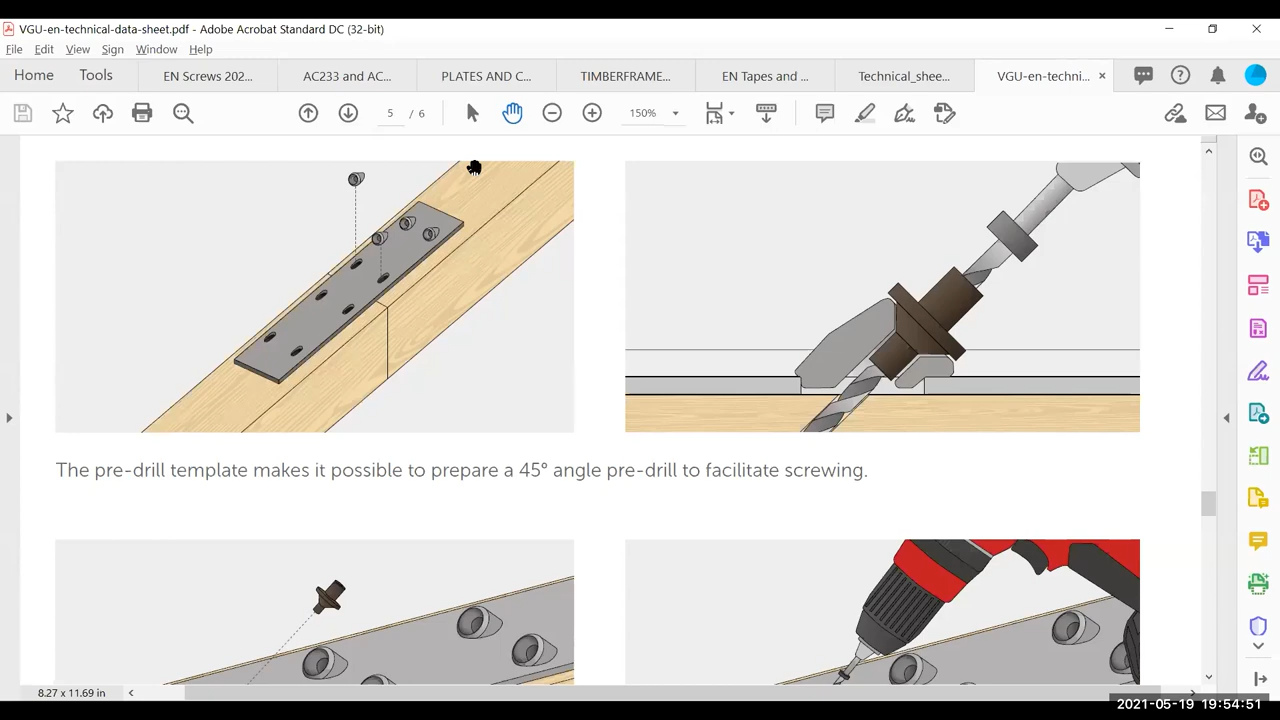 VGU-en-technical-data-sheet.pdf - Adobe Acrobat Standard DC (32-bit)
File Edit View Sign Window Help
Home Tools EN Screws 202... AC233 and AC... PLATES AND C... TIMBERFRAME... EN Tapes and ... Technical_shee... VGU-en-techni...
5 / 6 150%
The pre-drill template makes it possible to prepare a 45° angle pre-drill to facilitate screwing.
8.27 x 11.69 in
2021-05-19 19:54:51